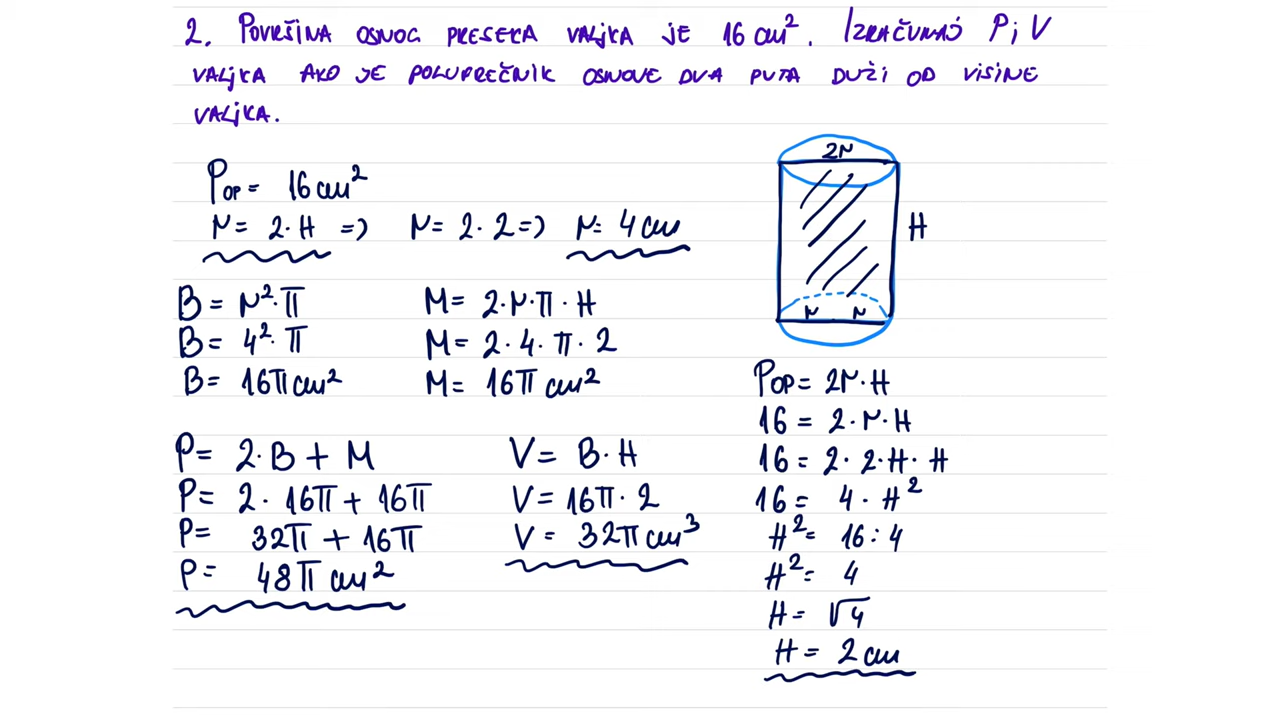 2. POVRŠINA OSNOG PRESEKA VALJKA JE 16 cm². IZRAČUNAJ P i V
VALJKA AKO JE POLUPREČNIK OSNOVE DVA PUTA DUŽI OD VISINE
VALJKA.
P_OP = 16 cm²
r = 2·H => r = 2·2 => r = 4 cm
B = r²·π
B = 4²·π
B = 16π cm²
M = 2·r·π·H
M = 2·4·π·2
M = 16π cm²
P = 2·B + M
P = 2·16π + 16π
P = 32π + 16π
P = 48π cm²
V = B·H
V = 16π·2
V = 32π cm³
2r
H
r r
P_OP = 2r·H
16 = 2·r·H
16 = 2·2·H·H
16 = 4·H²
H² = 16:4
H² = 4
H = √4
H = 2 cm